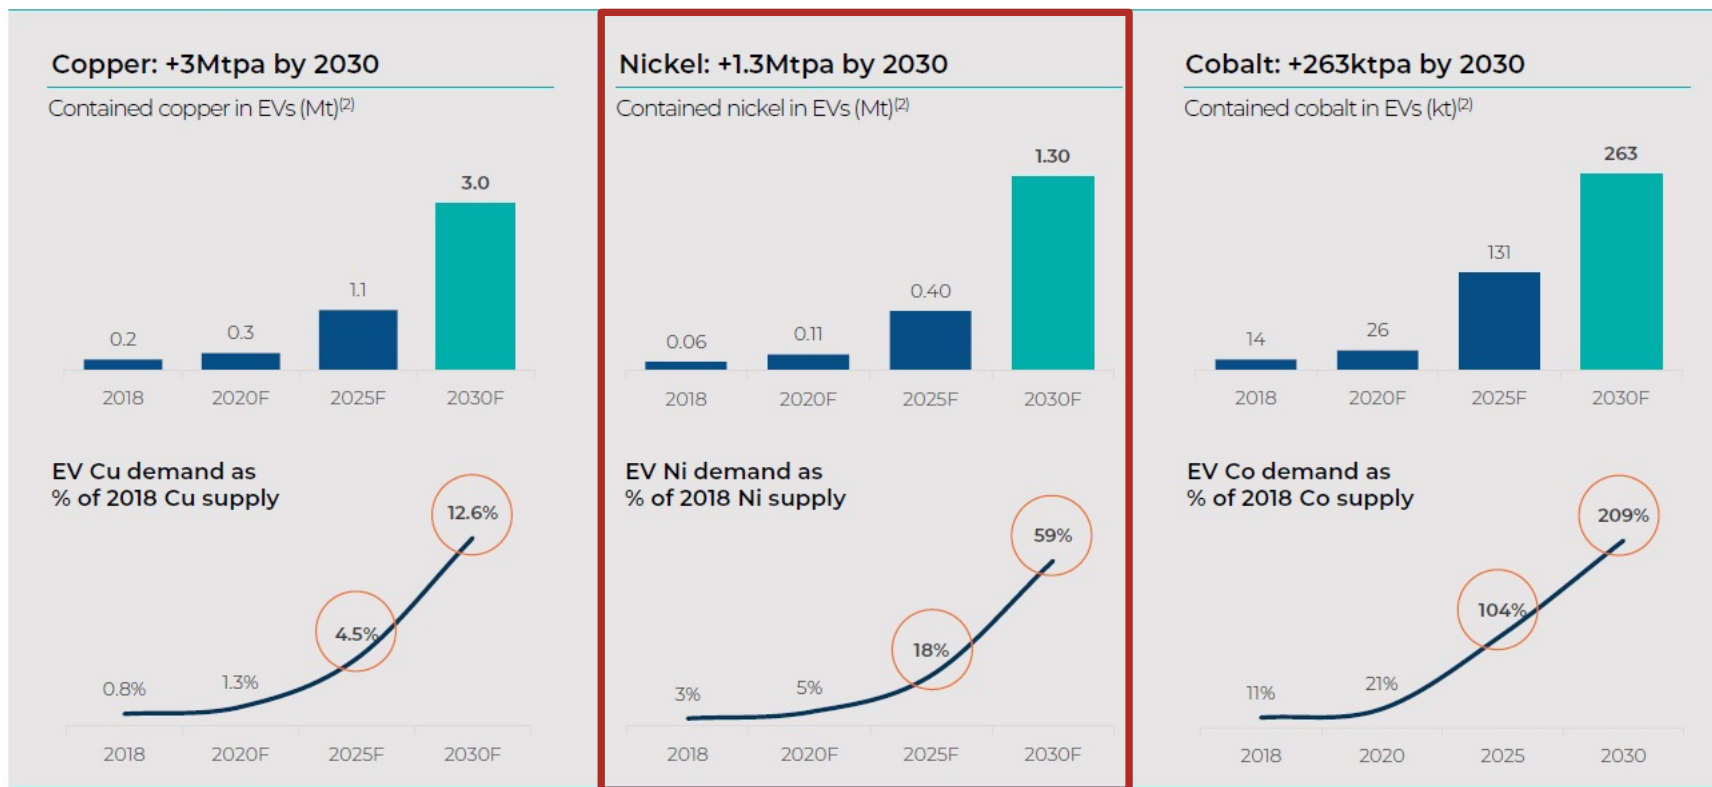 Copper: +3Mtpa by 2030
Contained copper in EVs (Mt)(2)
3.0
1.1
0.3
0.2
2018 2020F 2025F 2030F
EV Cu demand as
% of 2018 Cu supply
12.6%
4.5%
1.3%
0.8%
2018 2020F 2025F 2030F
Nickel: +1.3Mtpa by 2030
Contained nickel in EVs (Mt)(2)
1.30
0.40
0.11
0.06
2018 2020F 2025F 2030F
EV Ni demand as
% of 2018 Ni supply
59%
18%
5%
3%
2018 2020F 2025F 2030F
Cobalt: +263ktpa by 2030
Contained cobalt in EVs (kt)(2)
263
131
26
14
2018 2020F 2025F 2030F
EV Co demand as
% of 2018 Co supply
209%
104%
21%
11%
2018 2020 2025 2030